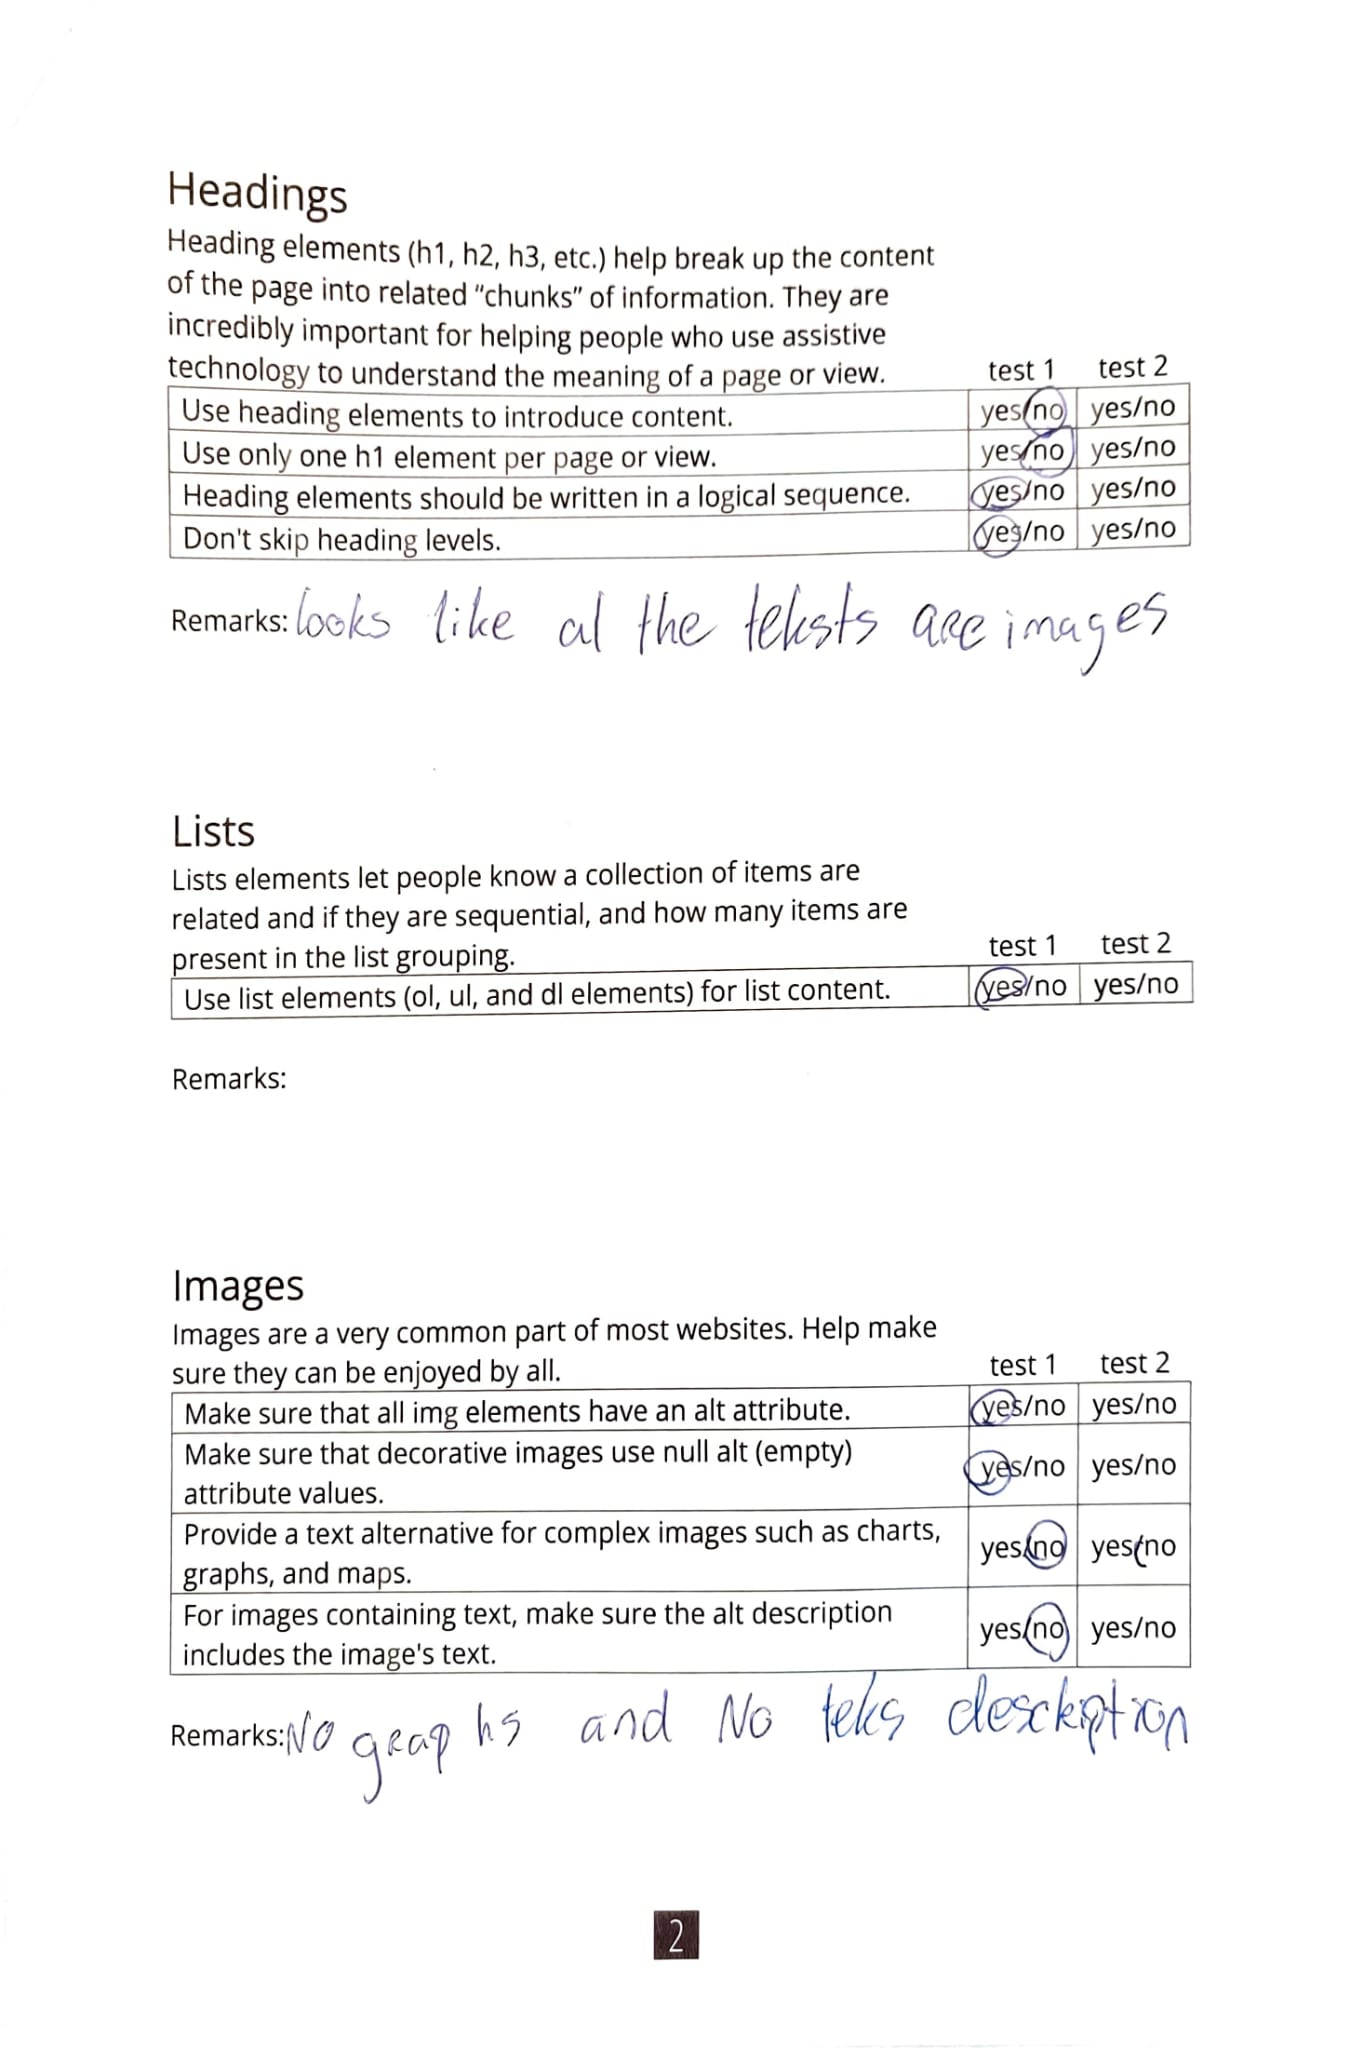 Headings
Heading elements (h1, h2, h3, etc.) help break up the content
of the page into related “chunks” of information. They are
incredibly important for helping people who use assistive
technology to understand the meaning of a page or view. test 1 test 2
Use heading elements to introduce content. yes/no yes/no
Use only one h1 element per page or view. yes/no yes/no
Heading elements should be written in a logical sequence. yes/no yes/no
Don't skip heading levels. yes/no yes/no
Remarks: looks like al the teksts are images
Lists
Lists elements let people know a collection of items are
related and if they are sequential, and how many items are
present in the list grouping. test 1 test 2
Use list elements (ol, ul, and dl elements) for list content. yes/no yes/no
Remarks:
Images
Images are a very common part of most websites. Help make
sure they can be enjoyed by all. test 1 test 2
Make sure that all img elements have an alt attribute. yes/no yes/no
Make sure that decorative images use null alt (empty)
attribute values. yes/no yes/no
Provide a text alternative for complex images such as charts,
graphs, and maps. yes/no yes/no
For images containing text, make sure the alt description
includes the image's text. yes/no yes/no
Remarks: No graphs and No teks desckiption
2